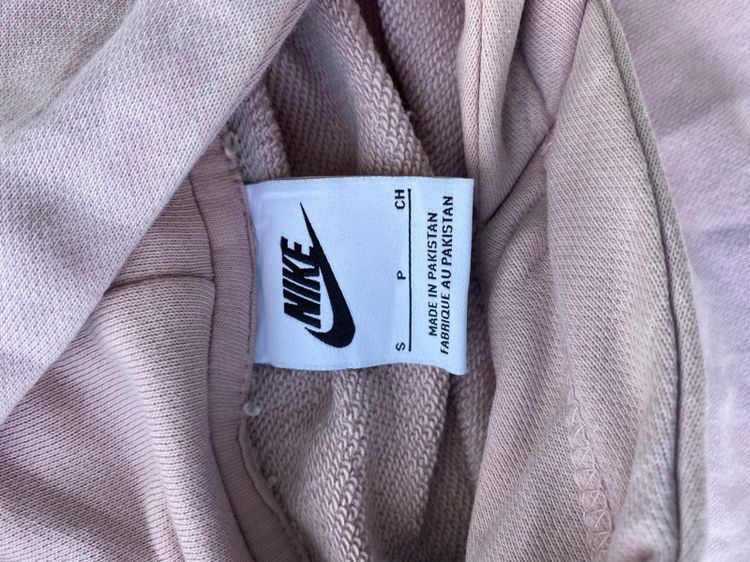 NIKE
S P CH
MADE IN PAKISTAN
FABRIQUE AU PAKISTAN